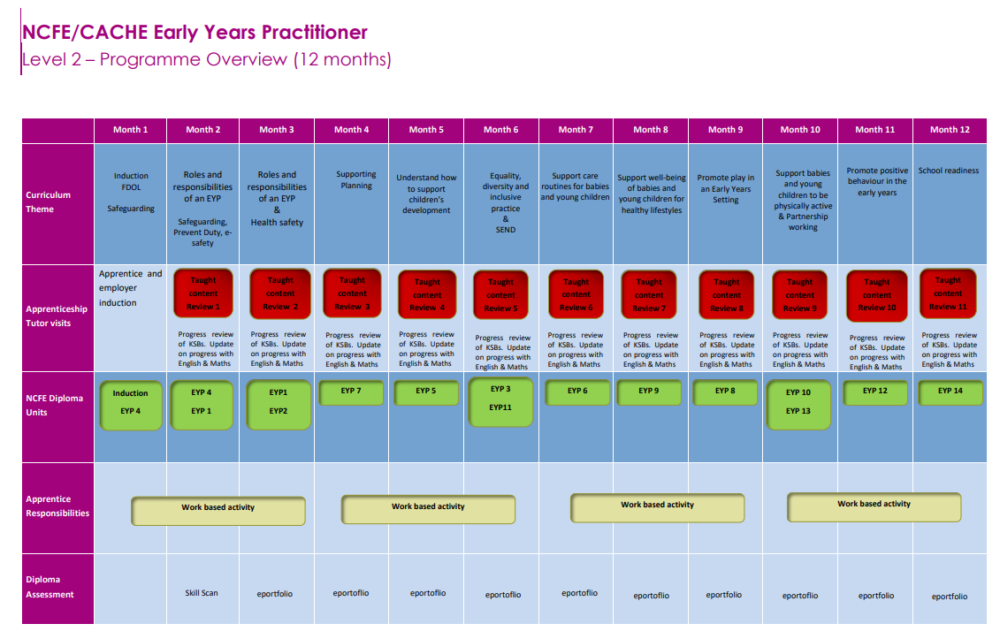 NCFE/CACHE Early Years Practitioner
Level 2 – Programme Overview (12 months)
Month 1
Month 2
Month 3
Month 4
Month 5
Month 6
Month 7
Month 8
Month 9
Month 10
Month 11
Month 12
Curriculum
Theme
Induction
FDOL
Safeguarding
Roles and
responsibilities
of an EYP
Safeguarding,
Prevent Duty, e-
safety
Roles and
responsibilities
of an EYP
&
Health safety
Supporting
Planning
Understand how
to support
children's
development
Equality,
diversity and
inclusive
practice
&
SEND
Support care
routines for babies
and young children
Support well-being
of babies and
young children for
healthy lifestyles
Promote play in
an Early Years
Setting
Support babies
and young
children to be
physically active
& Partnership
working
Promote positive
behaviour in the
early years
School readiness
Apprenticeship
Tutor visits
Apprentice and
employer
induction
Taught
content
Review 1
Progress review
of KSBs. Update
on progress with
English & Maths
Taught
content
Review 2
Progress review
of KSBs. Update
on progress with
English & Maths
Taught
content
Review 3
Progress review
of KSBs. Update
on progress with
English & Maths
Taught
content
Review 4
Progress review
of KSBs. Update
on progress with
English & Maths
Taught
content
Review 5
Progress review
of KSBs. Update
on progress with
English & Maths
Taught
content
Review 6
Progress review
of KSBs. Update
on progress with
English & Maths
Taught
content
Review 7
Progress review
of KSBs. Update
on progress with
English & Maths
Taught
content
Review 8
Progress review
of KSBs. Update
on progress with
English & Maths
Taught
content
Review 9
Progress review
of KSBs. Update
on progress with
English & Maths
Taught
content
Review 10
Progress review
of KSBs. Update
on progress with
English & Maths
Taught
content
Review 11
Progress review
of KSBs. Update
on progress with
English & Maths
NCFE Diploma
Units
Induction
EYP 4
EYP 4
EYP 1
EYP1
EYP2
EYP 7
EYP 5
EYP 3
EYP11
EYP 6
EYP 9
EYP 8
EYP 10
EYP 13
EYP 12
EYP 14
Apprentice
Responsibilities
Work based activity
Work based activity
Work based activity
Work based activity
Diploma
Assessment
Skill Scan
eportfolio
eportoflio
eportoflio
eportoflio
eportoflio
eportoflio
eportoflio
eportoflio
eportoflio
eportoflio